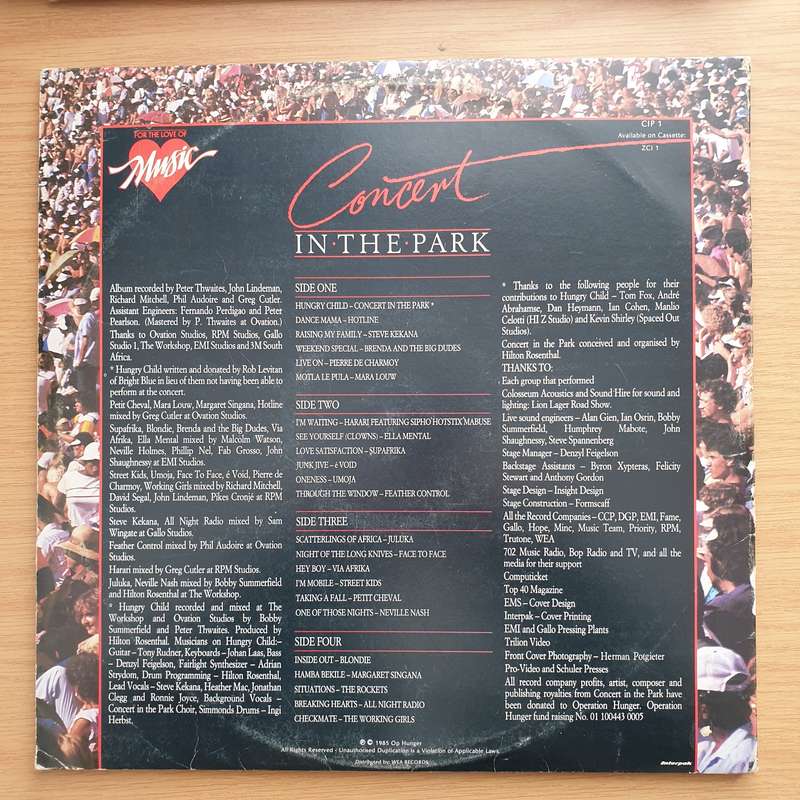 FOR THE LOVE OF
Music
Concert
IN·THE·PARK
CIP 1
Available on Cassette:
ZCI 1
Album recorded by Peter Thwaites, John Lindeman,
Richard Mitchell, Phil Audoire and Greg Cutler.
Assistant Engineers: Fernando Perdigao and Peter
Pearlson. (Mastered by P. Thwaites at Ovation.)
Thanks to Ovation Studios, RPM Studios, Gallo
Studio 1, The Workshop, EMI Studios and 3M South
Africa.
* Hungry Child written and donated by Rob Levitan
of Bright Blue in lieu of them not having been able to
perform at the concert.
Petit Cheval, Mara Louw, Margaret Singana, Hotline
mixed by Greg Cutler at Ovation Studios.
Supafrika, Blondie, Brenda and the Big Dudes, Via
Afrika, Ella Mental mixed by Malcolm Watson,
Neville Holmes, Phillip Nel, Fab Grosso, John
Shaughnessy at EMI Studios.
Street Kids, Umoja, Face To Face, é Void, Pierre de
Charmoy, Working Girls mixed by Richard Mitchell,
David Segal, John Lindeman, Pikes Cronjé at RPM
Studios.
Steve Kekana, All Night Radio mixed by Sam
Wingate at Gallo Studios.
Feather Control mixed by Phil Audoire at Ovation
Studios.
Harari mixed by Greg Cutler at RPM Studios.
Juluka, Neville Nash mixed by Bobby Summerfield
and Hilton Rosenthal at The Workshop.
* Hungry Child recorded and mixed at The
Workshop and Ovation Studios by Bobby
Summerfield and Peter Thwaites. Produced by
Hilton Rosenthal. Musicians on Hungry Child:–
Guitar – Tony Rudner, Keyboards – Johan Laas, Bass
– Denzyl Feigelson, Fairlight Synthesizer – Adrian
Strydom, Drum Programming – Hilton Rosenthal,
Lead Vocals – Steve Kekana, Heather Mac, Jonathan
Clegg and Ronnie Joyce, Background Vocals –
Concert in the Park Choir, Simmonds Drums – Ingi
Herbst.
SIDE ONE
HUNGRY CHILD – CONCERT IN THE PARK *
DANCE MAMA – HOTLINE
RAISING MY FAMILY – STEVE KEKANA
WEEKEND SPECIAL – BRENDA AND THE BIG DUDES
LIVE ON – PIERRE DE CHARMOY
MOTLA LE PULA – MARA LOUW
SIDE TWO
I'M WAITING – HARARI FEATURING SIPHO 'HOTSTIX' MABUSE
SEE YOURSELF (CLOWNS) – ELLA MENTAL
LOVE SATISFACTION – SUPAFRIKA
JUNK JIVE – é VOID
ONENESS – UMOJA
THROUGH THE WINDOW – FEATHER CONTROL
SIDE THREE
SCATTERLINGS OF AFRICA – JULUKA
NIGHT OF THE LONG KNIVES – FACE TO FACE
HEY BOY – VIA AFRIKA
I'M MOBILE – STREET KIDS
TAKING A FALL – PETIT CHEVAL
ONE OF THOSE NIGHTS – NEVILLE NASH
SIDE FOUR
INSIDE OUT – BLONDIE
HAMBA BEKILE – MARGARET SINGANA
SITUATIONS – THE ROCKETS
BREAKING HEARTS – ALL NIGHT RADIO
CHECKMATE – THE WORKING GIRLS
* Thanks to the following people for their
contributions to Hungry Child – Tom Fox, André
Abrahamse, Dan Heymann, Ian Cohen, Manlio
Celotti (HI Z Studio) and Kevin Shirley (Spaced Out
Studios).
Concert in the Park conceived and organised by
Hilton Rosenthal.
THANKS TO:
Each group that performed
Colosseum Acoustics and Sound Hire for sound and
lighting: Lion Lager Road Show.
Live sound engineers – Alan Gien, Ian Osrin, Bobby
Summerfield, Humphrey Mabote, John
Shaughnessy, Steve Spannenberg
Stage Manager – Denzyl Feigelson
Backstage Assistants – Byron Xypteras, Felicity
Stewart and Anthony Gordon
Stage Design – Insight Design
Stage Construction – Formscaff
All the Record Companies – CCP, DGP, EMI, Fame,
Gallo, Hope, Minc, Music Team, Priority, RPM,
Trutone, WEA
702 Music Radio, Bop Radio and TV, and all the
media for their support
Computicket
Top 40 Magazine
EMS – Cover Design
Interpak – Cover Printing
EMI and Gallo Pressing Plants
Trilion Video
Front Cover Photography – Herman Potgieter
Pro-Video and Schuler Presses
All record company profits, artist, composer and
publishing royalties from Concert in the Park have
been donated to Operation Hunger. Operation
Hunger fund raising No. 01 100443 0005
℗ © 1985 Op Hunger
All Rights Reserved - Unauthorised Duplication is a Violation of Applicable Laws
Distributed by WEA RECORDS
interpak